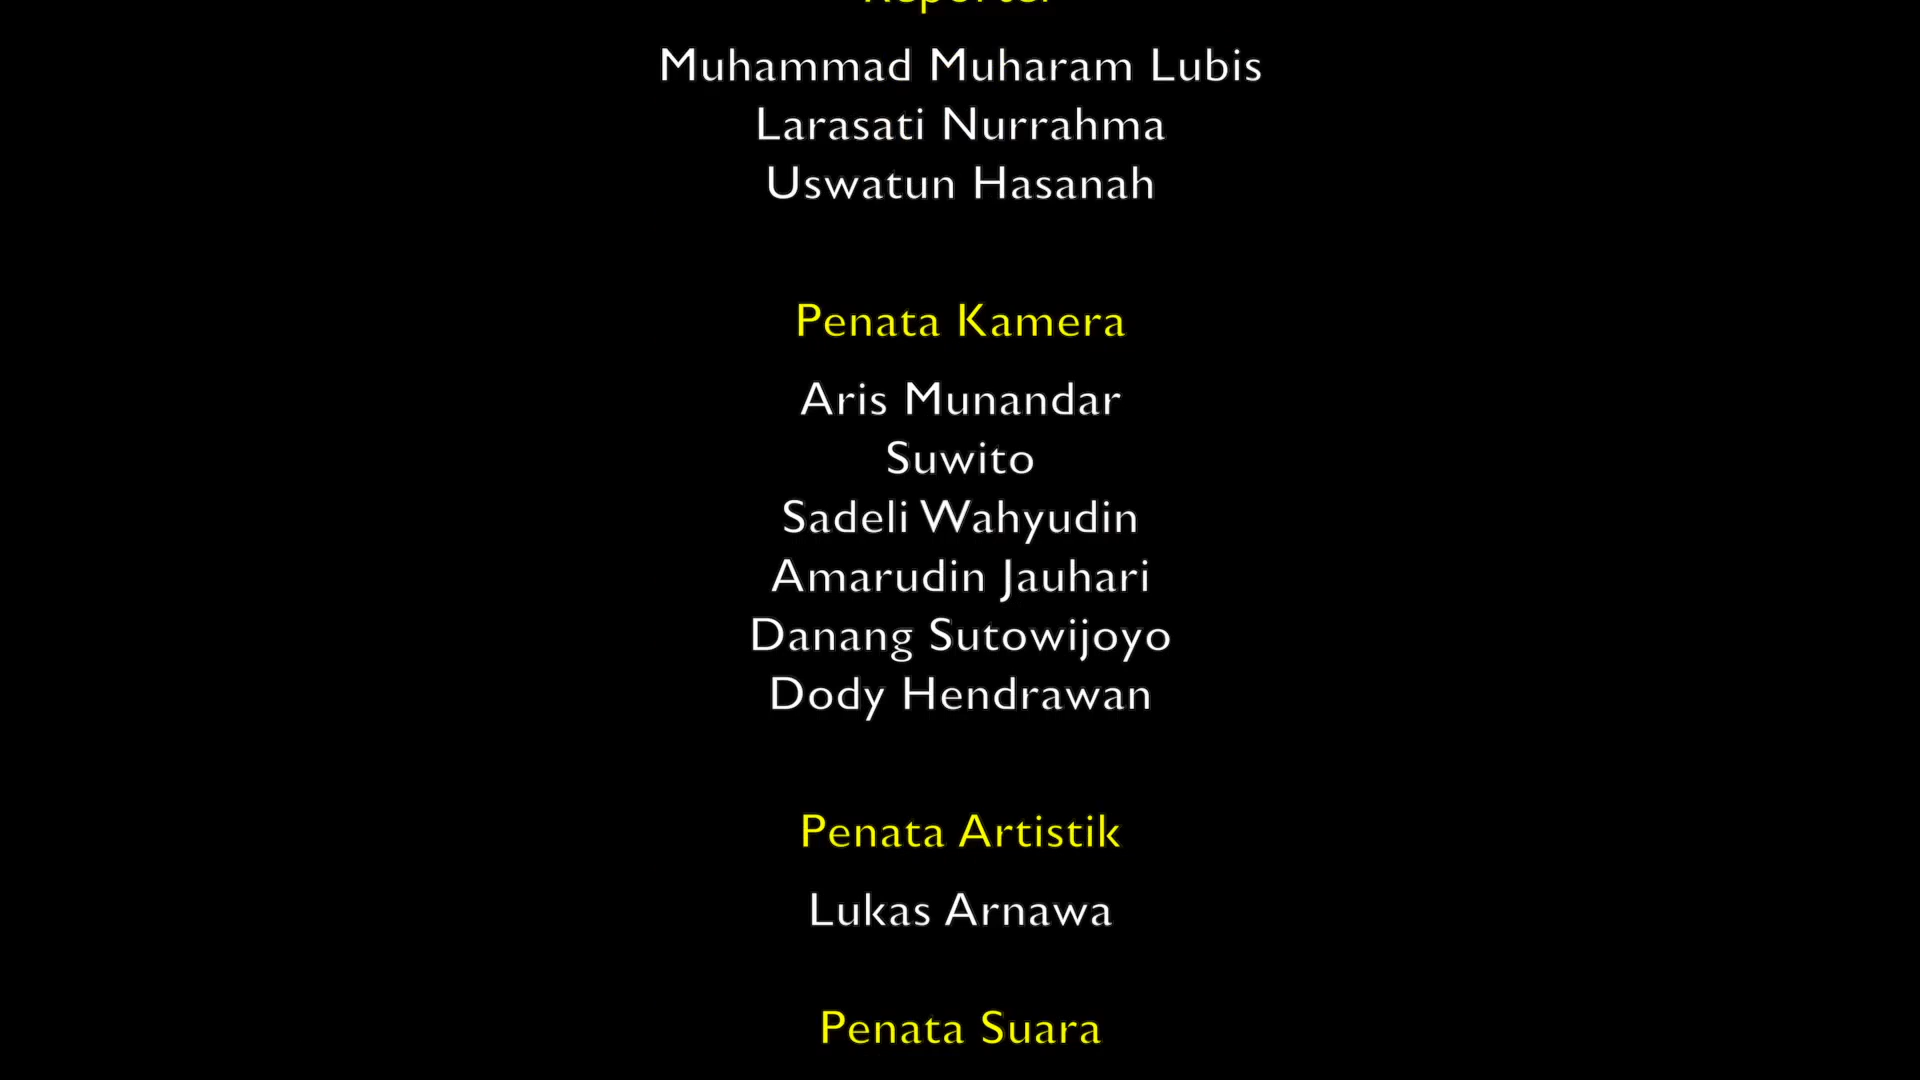 Reporter
Muhammad Muharam Lubis
Larasati Nurrahma
Uswatun Hasanah
Penata Kamera
Aris Munandar
Suwito
Sadeli Wahyudin
Amarudin Jauhari
Danang Sutowijoyo
Dody Hendrawan
Penata Artistik
Lukas Arnawa
Penata Suara